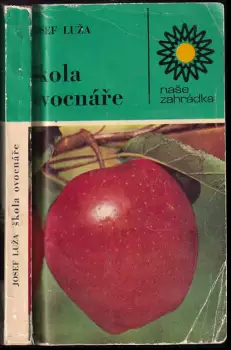 OSEF LUŽA
kola
vocnáře
naše
zahrádka
JOSEF LUŽA škola ovocnáře